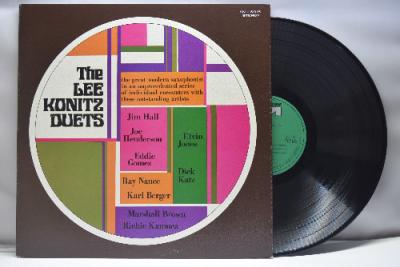 STEREO
The
LEE
KONITZ
DUETS
the great modern saxophonist
in an unprecedented series
of individual encounters with
these outstanding artists
Jim Hall
Joe
Henderson
Elvin
Jones
Eddie
Gomez
Dick
Katz
Ray Nance
Karl Berger
Marshall Brown
Richie Kamuca